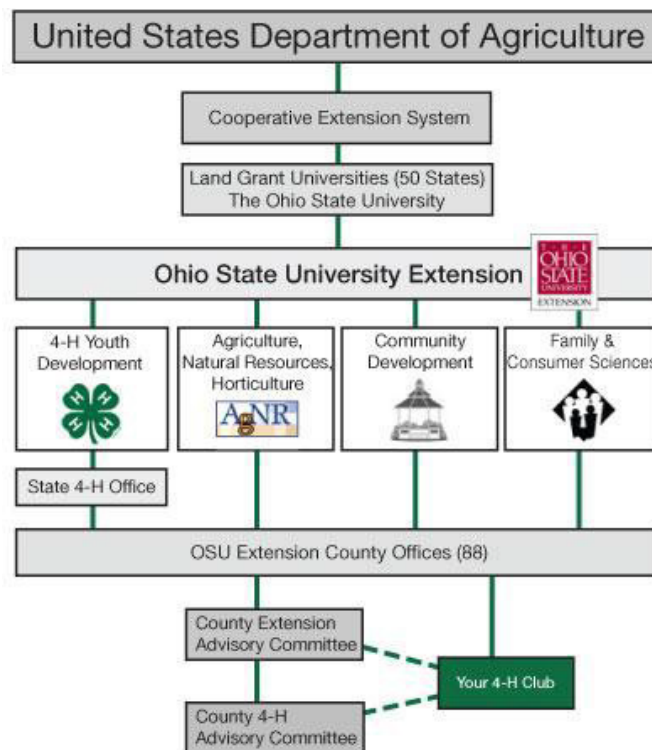 United States Department of Agriculture
Cooperative Extension System
Land Grant Universities (50 States)
The Ohio State University
Ohio State University Extension
T · H · E
OHIO
STATE
UNIVERSITY
EXTENSION
4-H Youth
Development
H H
H H
Agriculture,
Natural Resources,
Horticulture
AgNR
Community
Development
Family &
Consumer Sciences
State 4-H Office
OSU Extension County Offices (88)
County Extension
Advisory Committee
Your 4-H Club
County 4-H
Advisory Committee